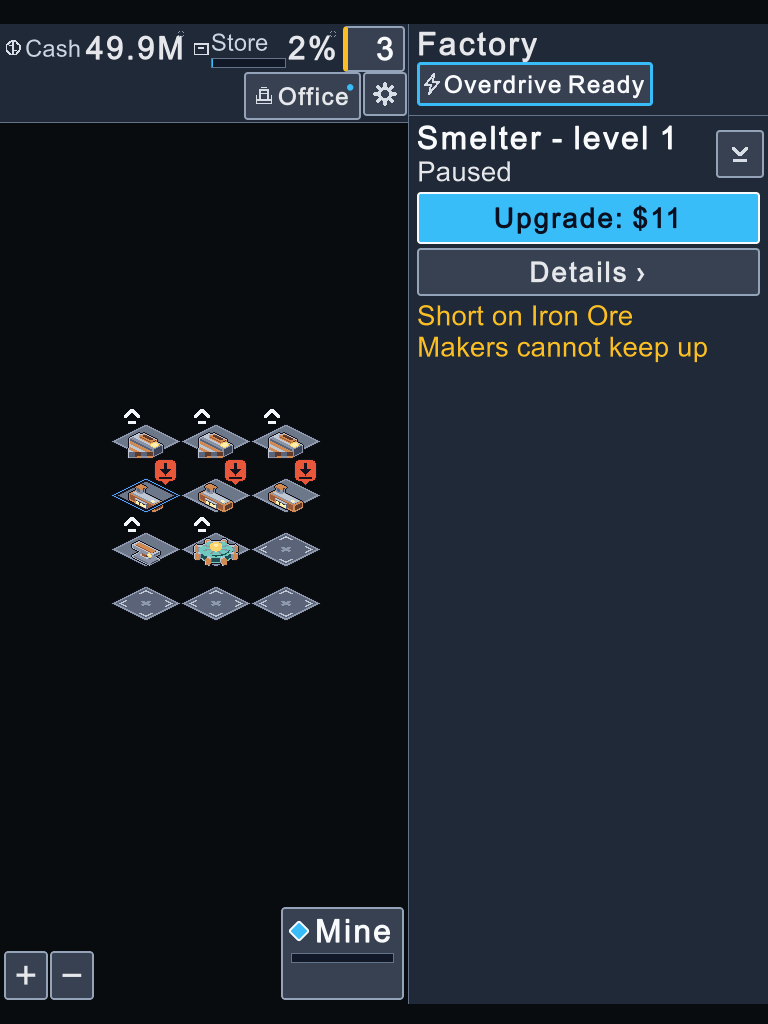 Cash 49.9M Store 2% 3
Office
Factory
Overdrive Ready
Smelter - level 1
Paused
Upgrade: $11
Details ›
Short on Iron Ore
Makers cannot keep up
Mine
+ −